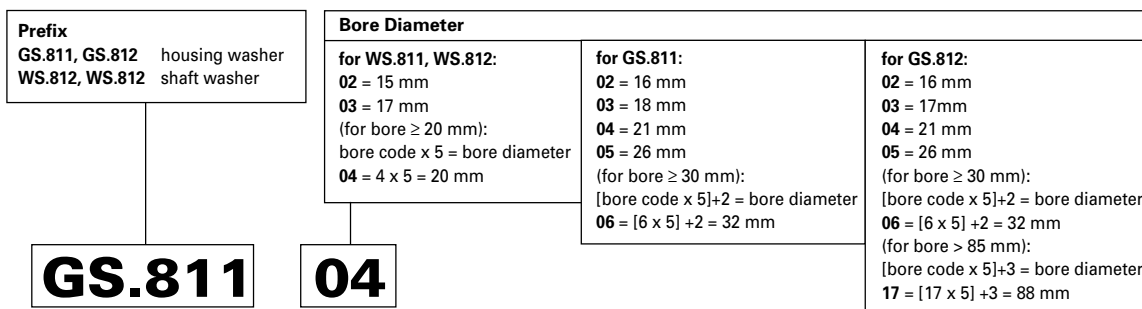 Prefix
GS.811, GS.812 housing washer
WS.812, WS.812 shaft washer
Bore Diameter
for WS.811, WS.812:
02 = 15 mm
03 = 17 mm
(for bore ≥ 20 mm):
bore code x 5 = bore diameter
04 = 4 x 5 = 20 mm
for GS.811:
02 = 16 mm
03 = 18 mm
04 = 21 mm
05 = 26 mm
(for bore ≥ 30 mm):
[bore code x 5]+2 = bore diameter
06 = [6 x 5] +2 = 32 mm
for GS.812:
02 = 16 mm
03 = 17mm
04 = 21 mm
05 = 26 mm
(for bore ≥ 30 mm):
[bore code x 5]+2 = bore diameter
06 = [6 x 5] +2 = 32 mm
(for bore > 85 mm):
[bore code x 5]+3 = bore diameter
17 = [17 x 5] +3 = 88 mm
GS.811 04